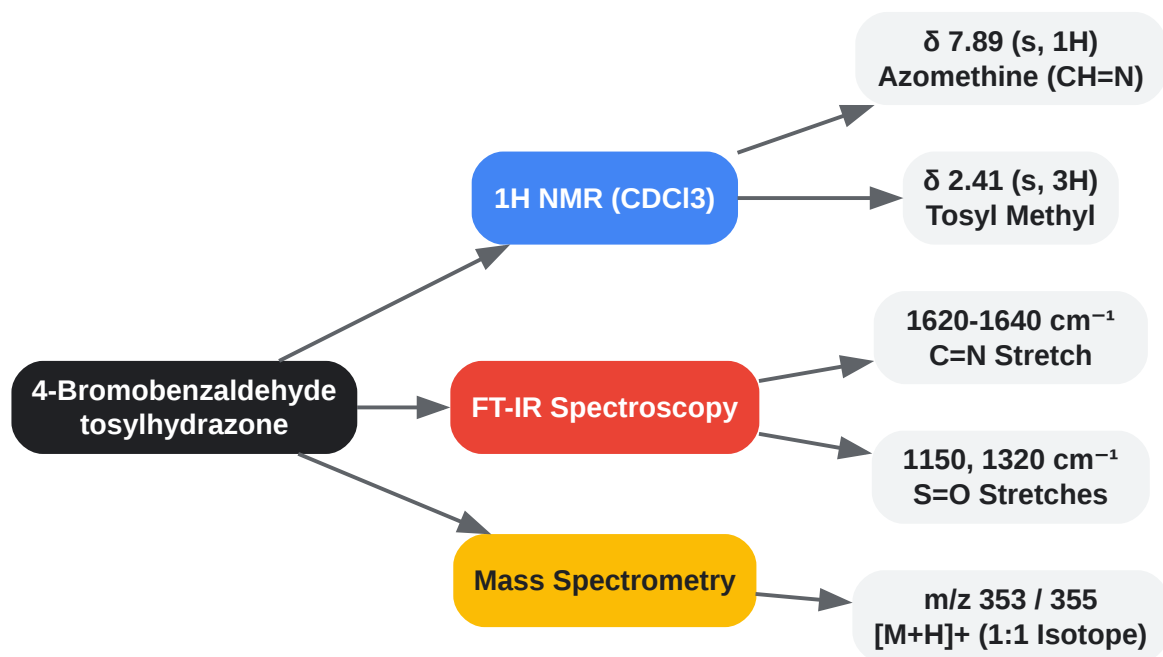 4-Bromobenzaldehyde
tosylhydrazone
1H NMR (CDCl3)
δ 7.89 (s, 1H)
Azomethine (CH=N)
δ 2.41 (s, 3H)
Tosyl Methyl
FT-IR Spectroscopy
1620-1640 cm⁻¹
C=N Stretch
1150, 1320 cm⁻¹
S=O Stretches
Mass Spectrometry
m/z 353 / 355
[M+H]+ (1:1 Isotope)